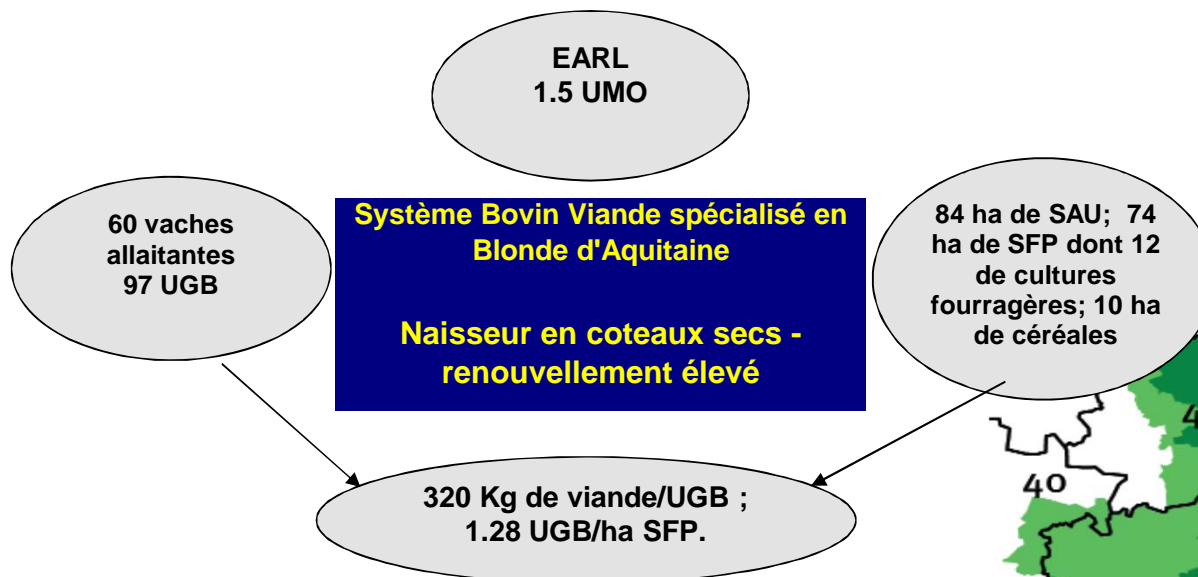 EARL
1.5 UMO
60 vaches
allaitantes
97 UGB
Système Bovin Viande spécialisé en
Blonde d'Aquitaine
Naisseur en coteaux secs -
renouvellement élevé
84 ha de SAU; 74
ha de SFP dont 12
de cultures
fourragères; 10 ha
de céréales
320 Kg de viande/UGB ;
1.28 UGB/ha SFP.
40